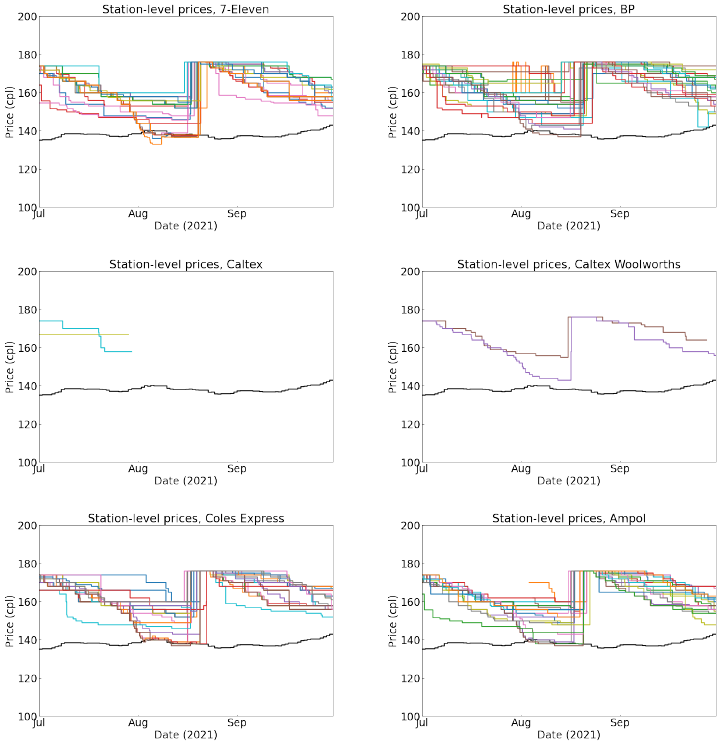 Station-level prices, 7-Eleven
200
180
160
140
120
100
Price (cpl)
Jul
Aug
Sep
Date (2021)
Station-level prices, BP
200
180
160
140
120
100
Price (cpl)
Jul
Aug
Sep
Date (2021)
Station-level prices, Caltex
200
180
160
140
120
100
Price (cpl)
Jul
Aug
Sep
Date (2021)
Station-level prices, Caltex Woolworths
200
180
160
140
120
100
Price (cpl)
Jul
Aug
Sep
Date (2021)
Station-level prices, Coles Express
200
180
160
140
120
100
Price (cpl)
Jul
Aug
Sep
Date (2021)
Station-level prices, Ampol
200
180
160
140
120
100
Price (cpl)
Jul
Aug
Sep
Date (2021)